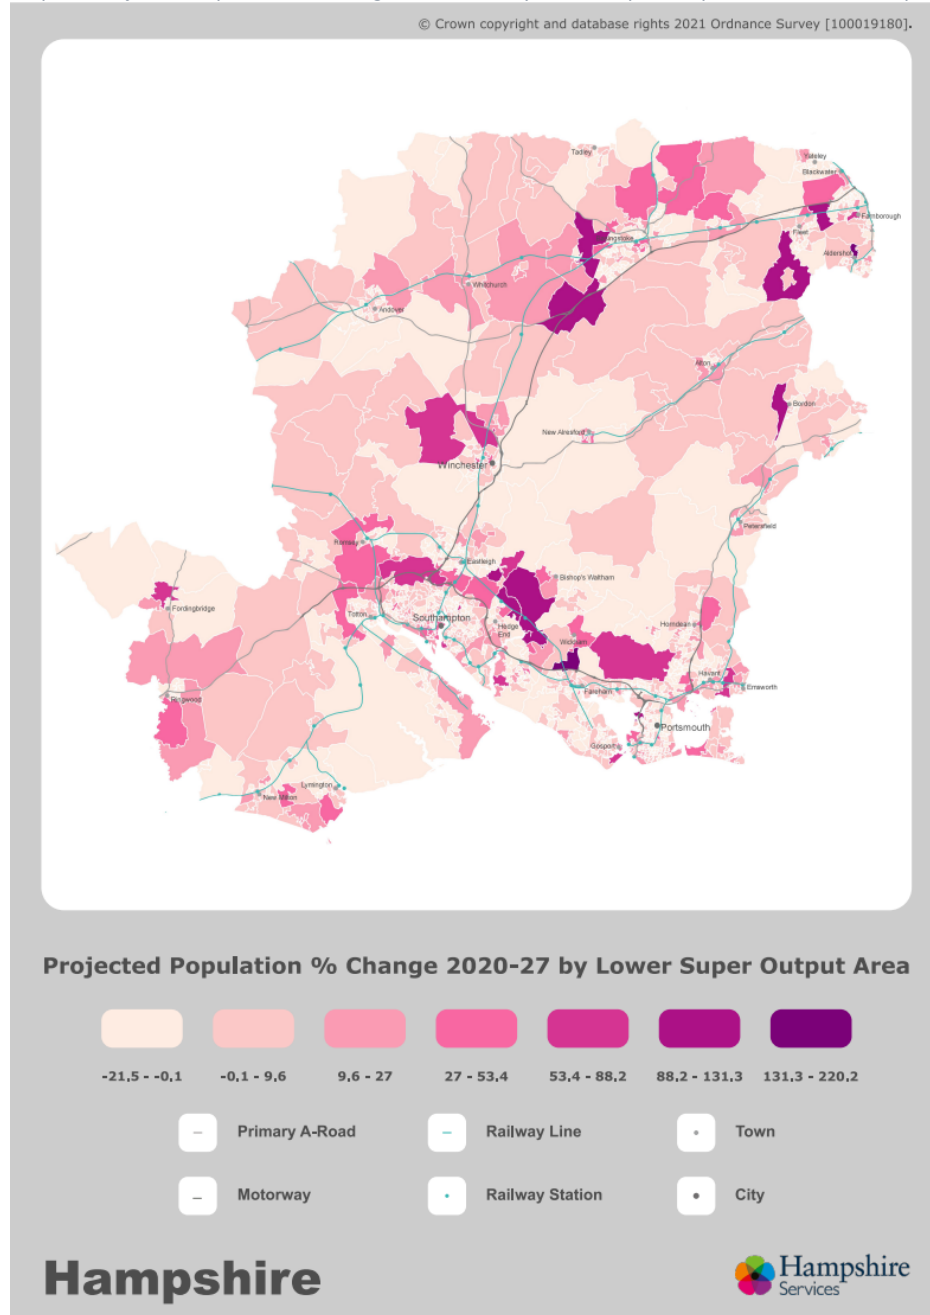 © Crown copyright and database rights 2021 Ordnance Survey [100019180].
Tadley
Yateley
Blackwater
Farnborough
Fleet
Aldershot
Whitchurch
Andover
Alton
Bordon
New Alresford
Winchester
Petersfield
Romsey
Eastleigh
Bishop's Waltham
Fordingbridge
Totton
Southampton
Hedge
End
Horndean
Wickham
Havant
Emsworth
Fareham
Ringwood
Portsmouth
Gosport
Lymington
New Milton
Projected Population % Change 2020-27 by Lower Super Output Area
-21,5 - -0,1
-0,1 - 9,6
9,6 - 27
27 - 53,4
53,4 - 88,2
88,2 - 131,3
131,3 - 220,2
Primary A-Road
Railway Line
Town
Motorway
Railway Station
City
Hampshire
Hampshire
Services